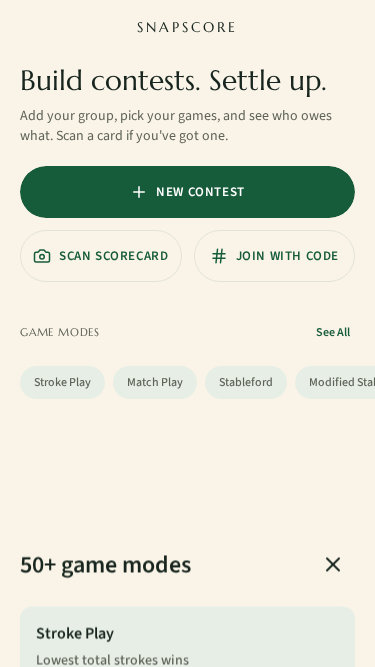 SNAPSCORE
Build contests. Settle up.
Add your group, pick your games, and see who owes
what. Scan a card if you've got one.
NEW CONTEST
SCAN SCORECARD
JOIN WITH CODE
GAME MODES
See All
Stroke Play
Match Play
Stableford
Modified Stab
50+ game modes
Stroke Play
Lowest total strokes wins